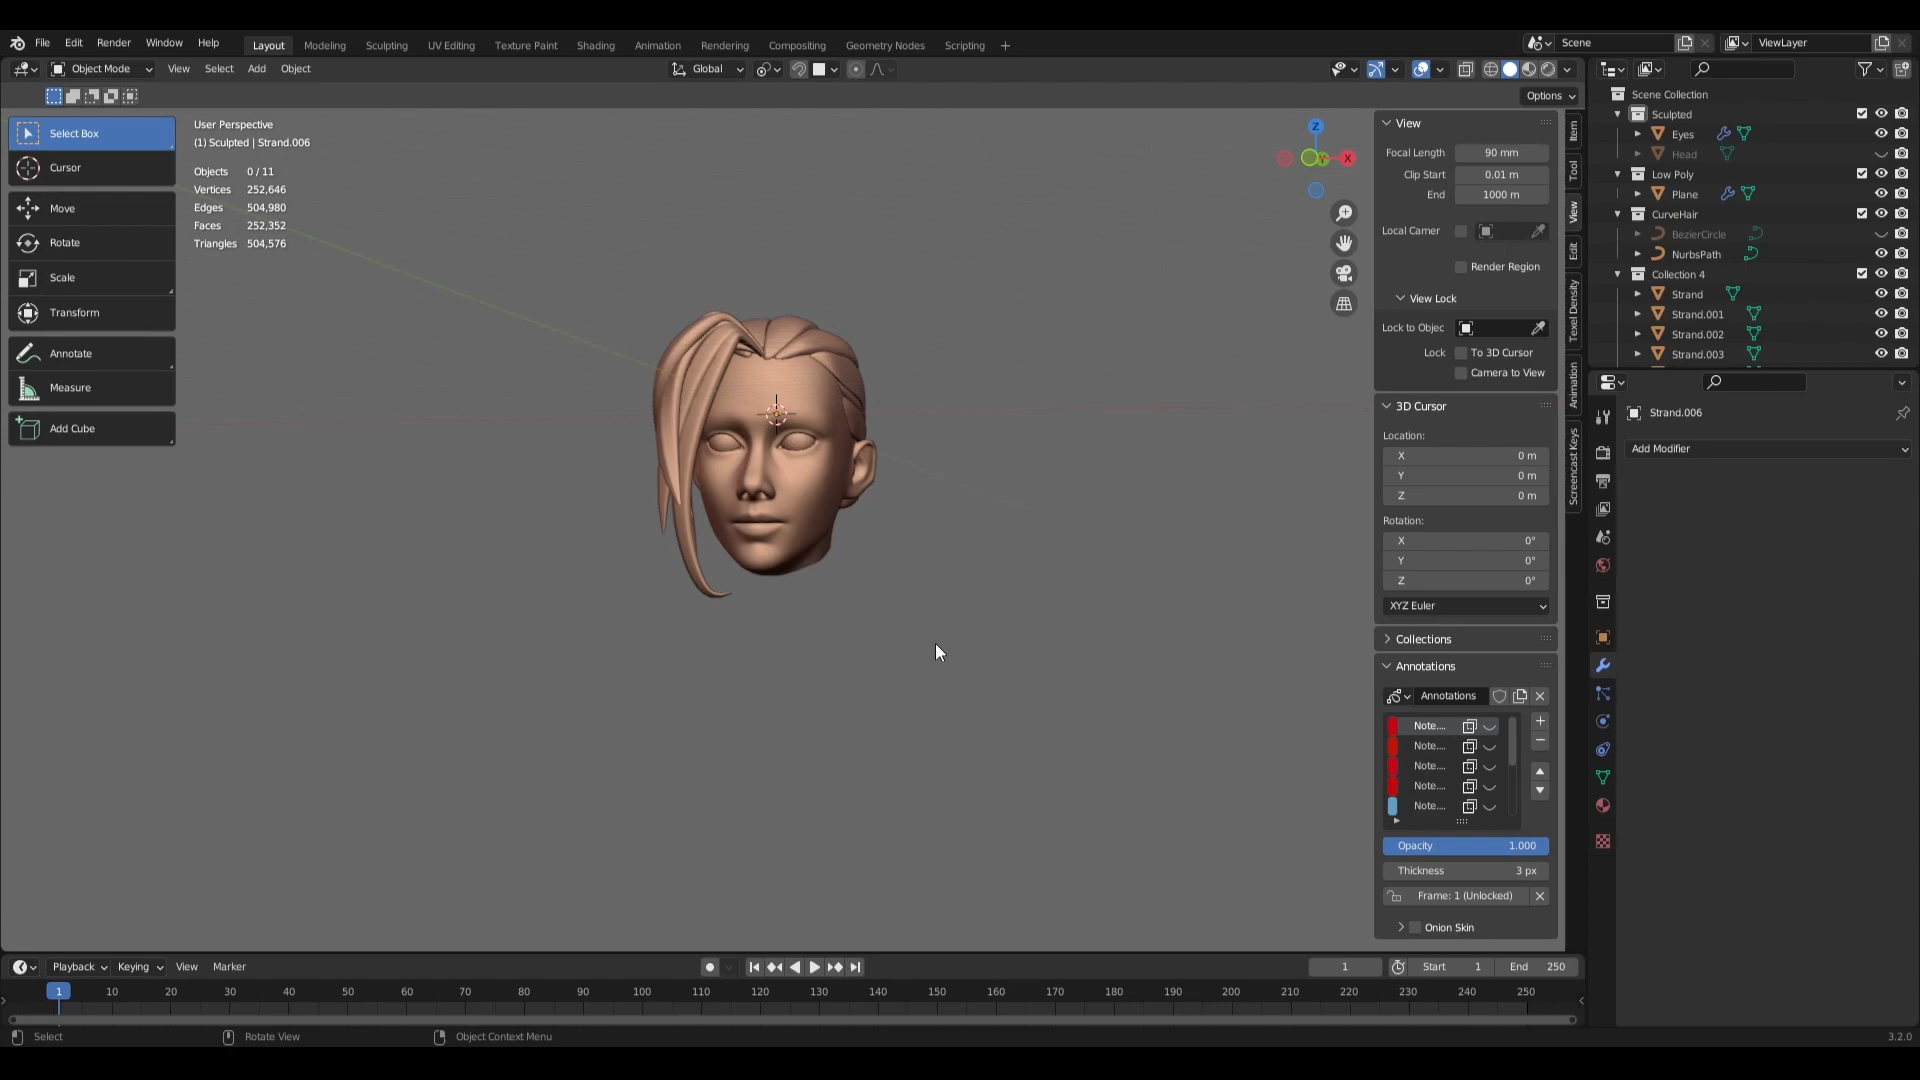 File Edit Render Window Help Layout Modeling Sculpting UV Editing Texture Paint Shading Animation Rendering Compositing Geometry Nodes Scripting + Scene ViewLayer
Object Mode View Select Add Object Global
Options
Select Box
Cursor
Move
Rotate
Scale
Transform
Annotate
Measure
Add Cube
User Perspective
(1) Sculpted | Strand.006
Objects 0 / 11
Vertices 252,646
Edges 504,980
Faces 252,352
Triangles 504,576
Z
X
View
Focal Length 90 mm
Clip Start 0.01 m
End 1000 m
Local Camer
Render Region
View Lock
Lock to Objec
Lock To 3D Cursor
Camera to View
3D Cursor
Location:
X 0 m
Y 0 m
Z 0 m
Rotation:
X 0°
Y 0°
Z 0°
XYZ Euler
Collections
Annotations
Annotations
Note....
Note....
Note....
Note....
Note....
Opacity 1.000
Thickness 3 px
Frame: 1 (Unlocked)
Onion Skin
Item
Tool
View
Edit
Texel Density
Animation
Screencast Keys
Scene Collection
Sculpted
Eyes
Head
Low Poly
Plane
CurveHair
BezierCircle
NurbsPath
Collection 4
Strand
Strand.001
Strand.002
Strand.003
Strand.006
Add Modifier
Playback Keying View Marker 1 Start 1 End 250
1 10 20 30 40 50 60 70 80 90 100 110 120 130 140 150 160 170 180 190 200 210 220 230 240 250
Select Rotate View Object Context Menu 3.2.0